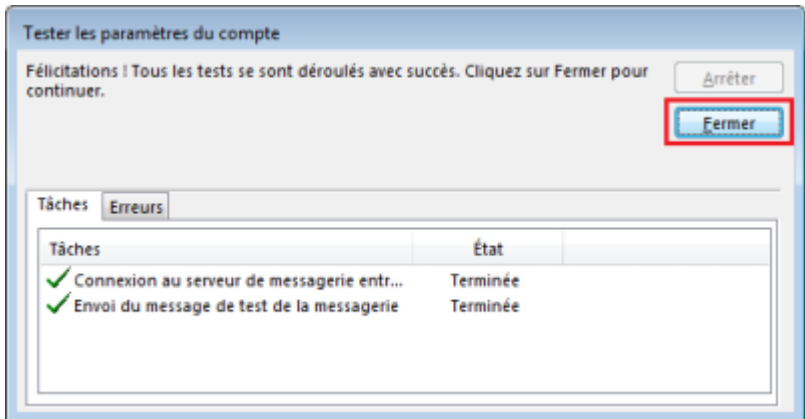 Tester les paramètres du compte
Félicitations ! Tous les tests se sont déroulés avec succès. Cliquez sur Fermer pour
continuer.
Arrêter
Fermer
Tâches Erreurs
Tâches État
Connexion au serveur de messagerie entr... Terminée
Envoi du message de test de la messagerie Terminée